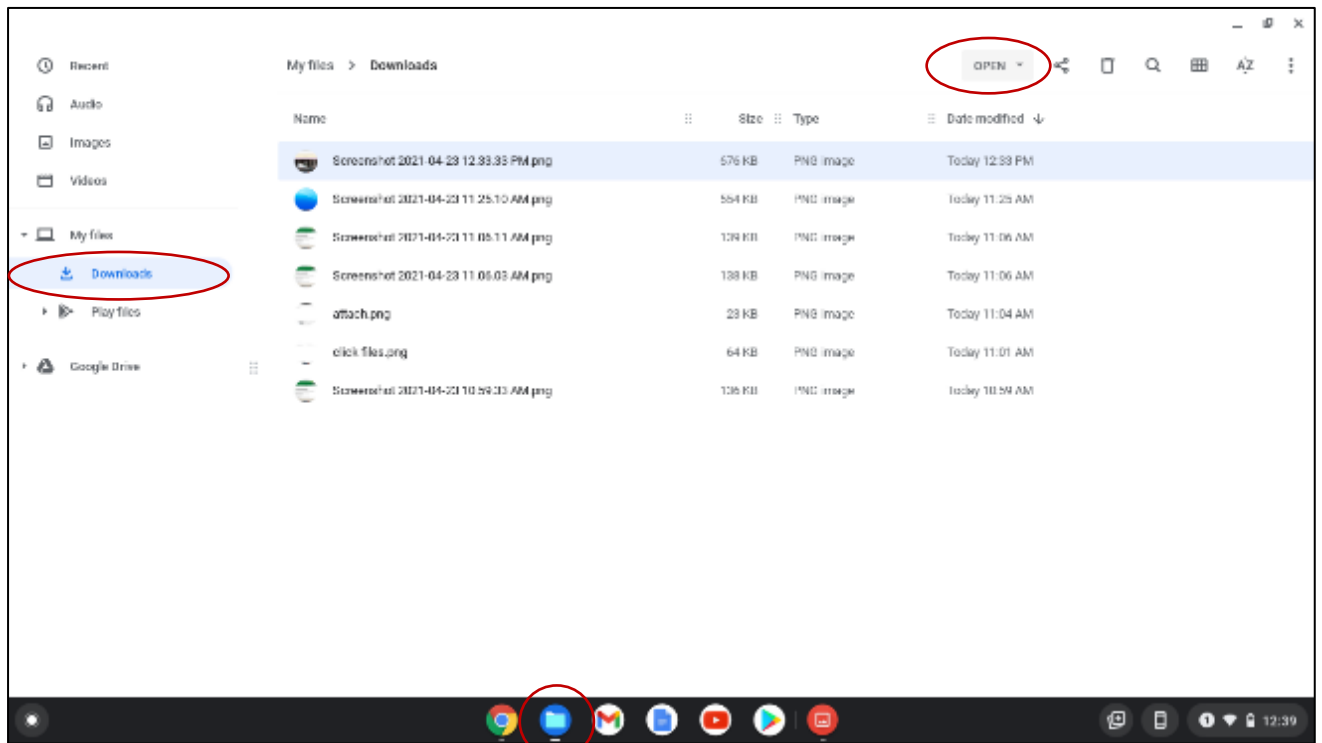 Recent
Audio
Images
Videos
My files
Downloads
Play files
Google Drive
My files > Downloads
OPEN
AZ
Name Size Type Date modified
Screenshot 2021-04-23 12.33.33 PM.png 576 KB PNG image Today 12:33 PM
Screenshot 2021-04-23 11.25.10 AM.png 554 KB PNG image Today 11:25 AM
Screenshot 2021-04-23 11.06.11 AM.png 139 KB PNG image Today 11:06 AM
Screenshot 2021-04-23 11.06.03 AM.png 138 KB PNG image Today 11:06 AM
attach.png 23 KB PNG image Today 11:04 AM
click files.png 64 KB PNG image Today 11:01 AM
Screenshot 2021-04-23 10.59.33 AM.png 136 KB PNG image Today 10:59 AM
1 12:39